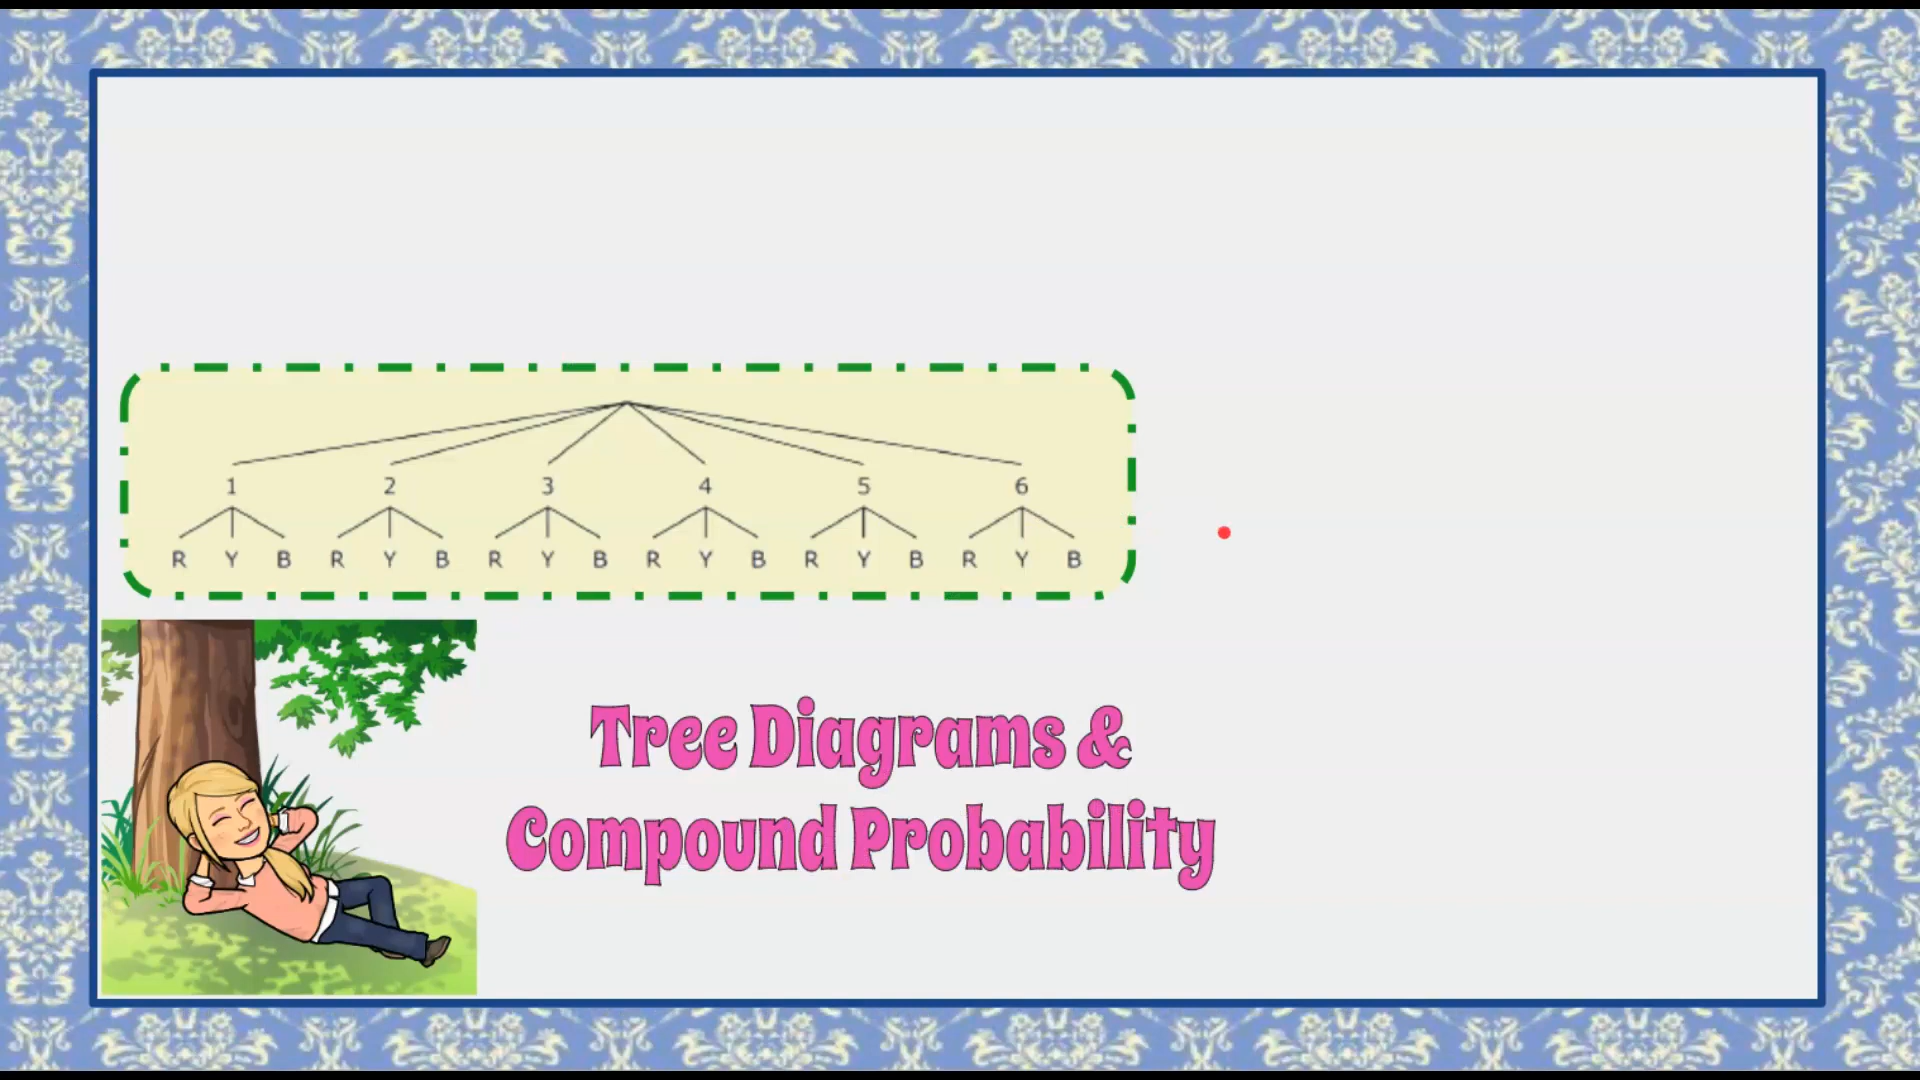 1 2 3 4 5 6
R Y B R Y B R Y B R Y B R Y B R Y B
Tree Diagrams &
Compound Probability